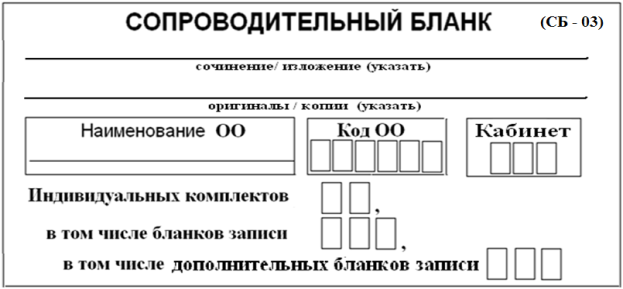 СОПРОВОДИТЕЛЬНЫЙ БЛАНК (СБ - 03)
сочинение/ изложение (указать)
оригиналы / копии (указать)
Наименование ОО Код ОО Кабинет
Индивидуальных комплектов ,
в том числе бланков записи ,
в том числе дополнительных бланков записи